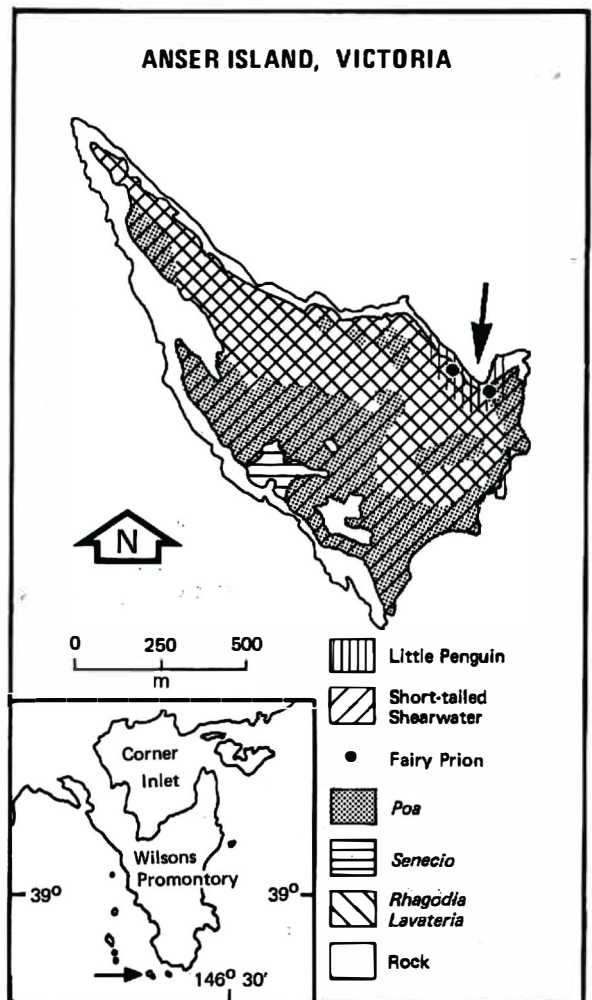 ANSER ISLAND, VICTORIA
N
0 250 500
m
Little Penguin
Short-tailed
Shearwater
Fairy Prion
Poa
Senecio
Rhagodia
Lavateria
Rock
Corner
Inlet
Wilsons
Promontory
39° 39°
146° 30'